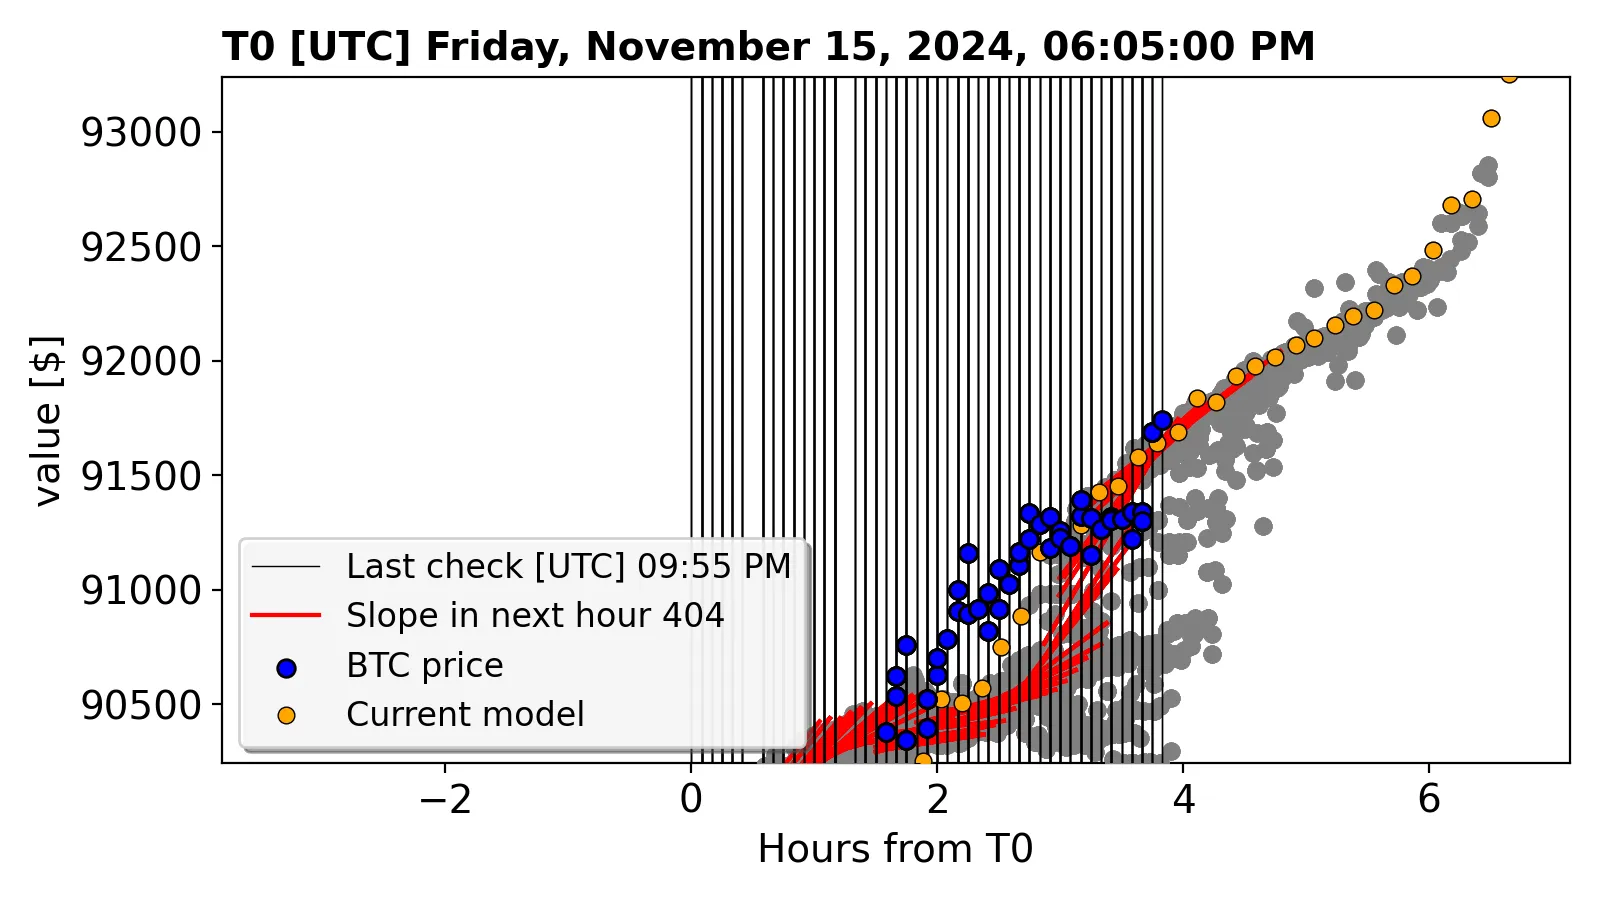 T0 [UTC] Friday, November 15, 2024, 06:05:00 PM
value [$]
93000
92500
92000
91500
91000
90500
Last check [UTC] 09:55 PM
Slope in next hour 404
BTC price
Current model
−2 0 2 4 6
Hours from T0